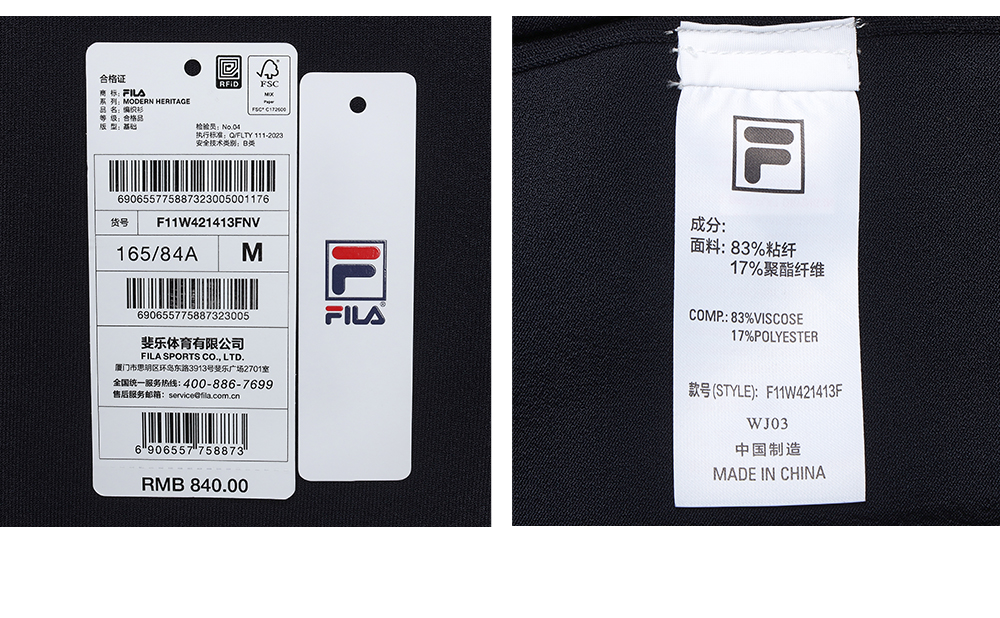 合格证
商 标: FILA
系 列: MODERN HERITAGE
品 名: 编织衫
等 级: 合格品
版 型: 基础
RFID
FSC
MIX
Paper
FSC® C172600
检验员: No.04
执行标准: Q/FLTY 111-2023
安全技术类别: B类
690655775887323005001176
货号 F11W421413FNV
165/84A M
690655775887323005
斐乐体育有限公司
FILA SPORTS CO., LTD.
厦门市思明区环岛东路3913号斐乐广场2701室
全国统一服务热线: 400-886-7699
售后服务邮箱: service@fila.com.cn
6 906557 758873
RMB 840.00
F
FILA®
F
成分:
面料: 83%粘纤
17%聚酯纤维
COMP.: 83%VISCOSE
17%POLYESTER
款号(STYLE): F11W421413F
WJ03
中国制造
MADE IN CHINA